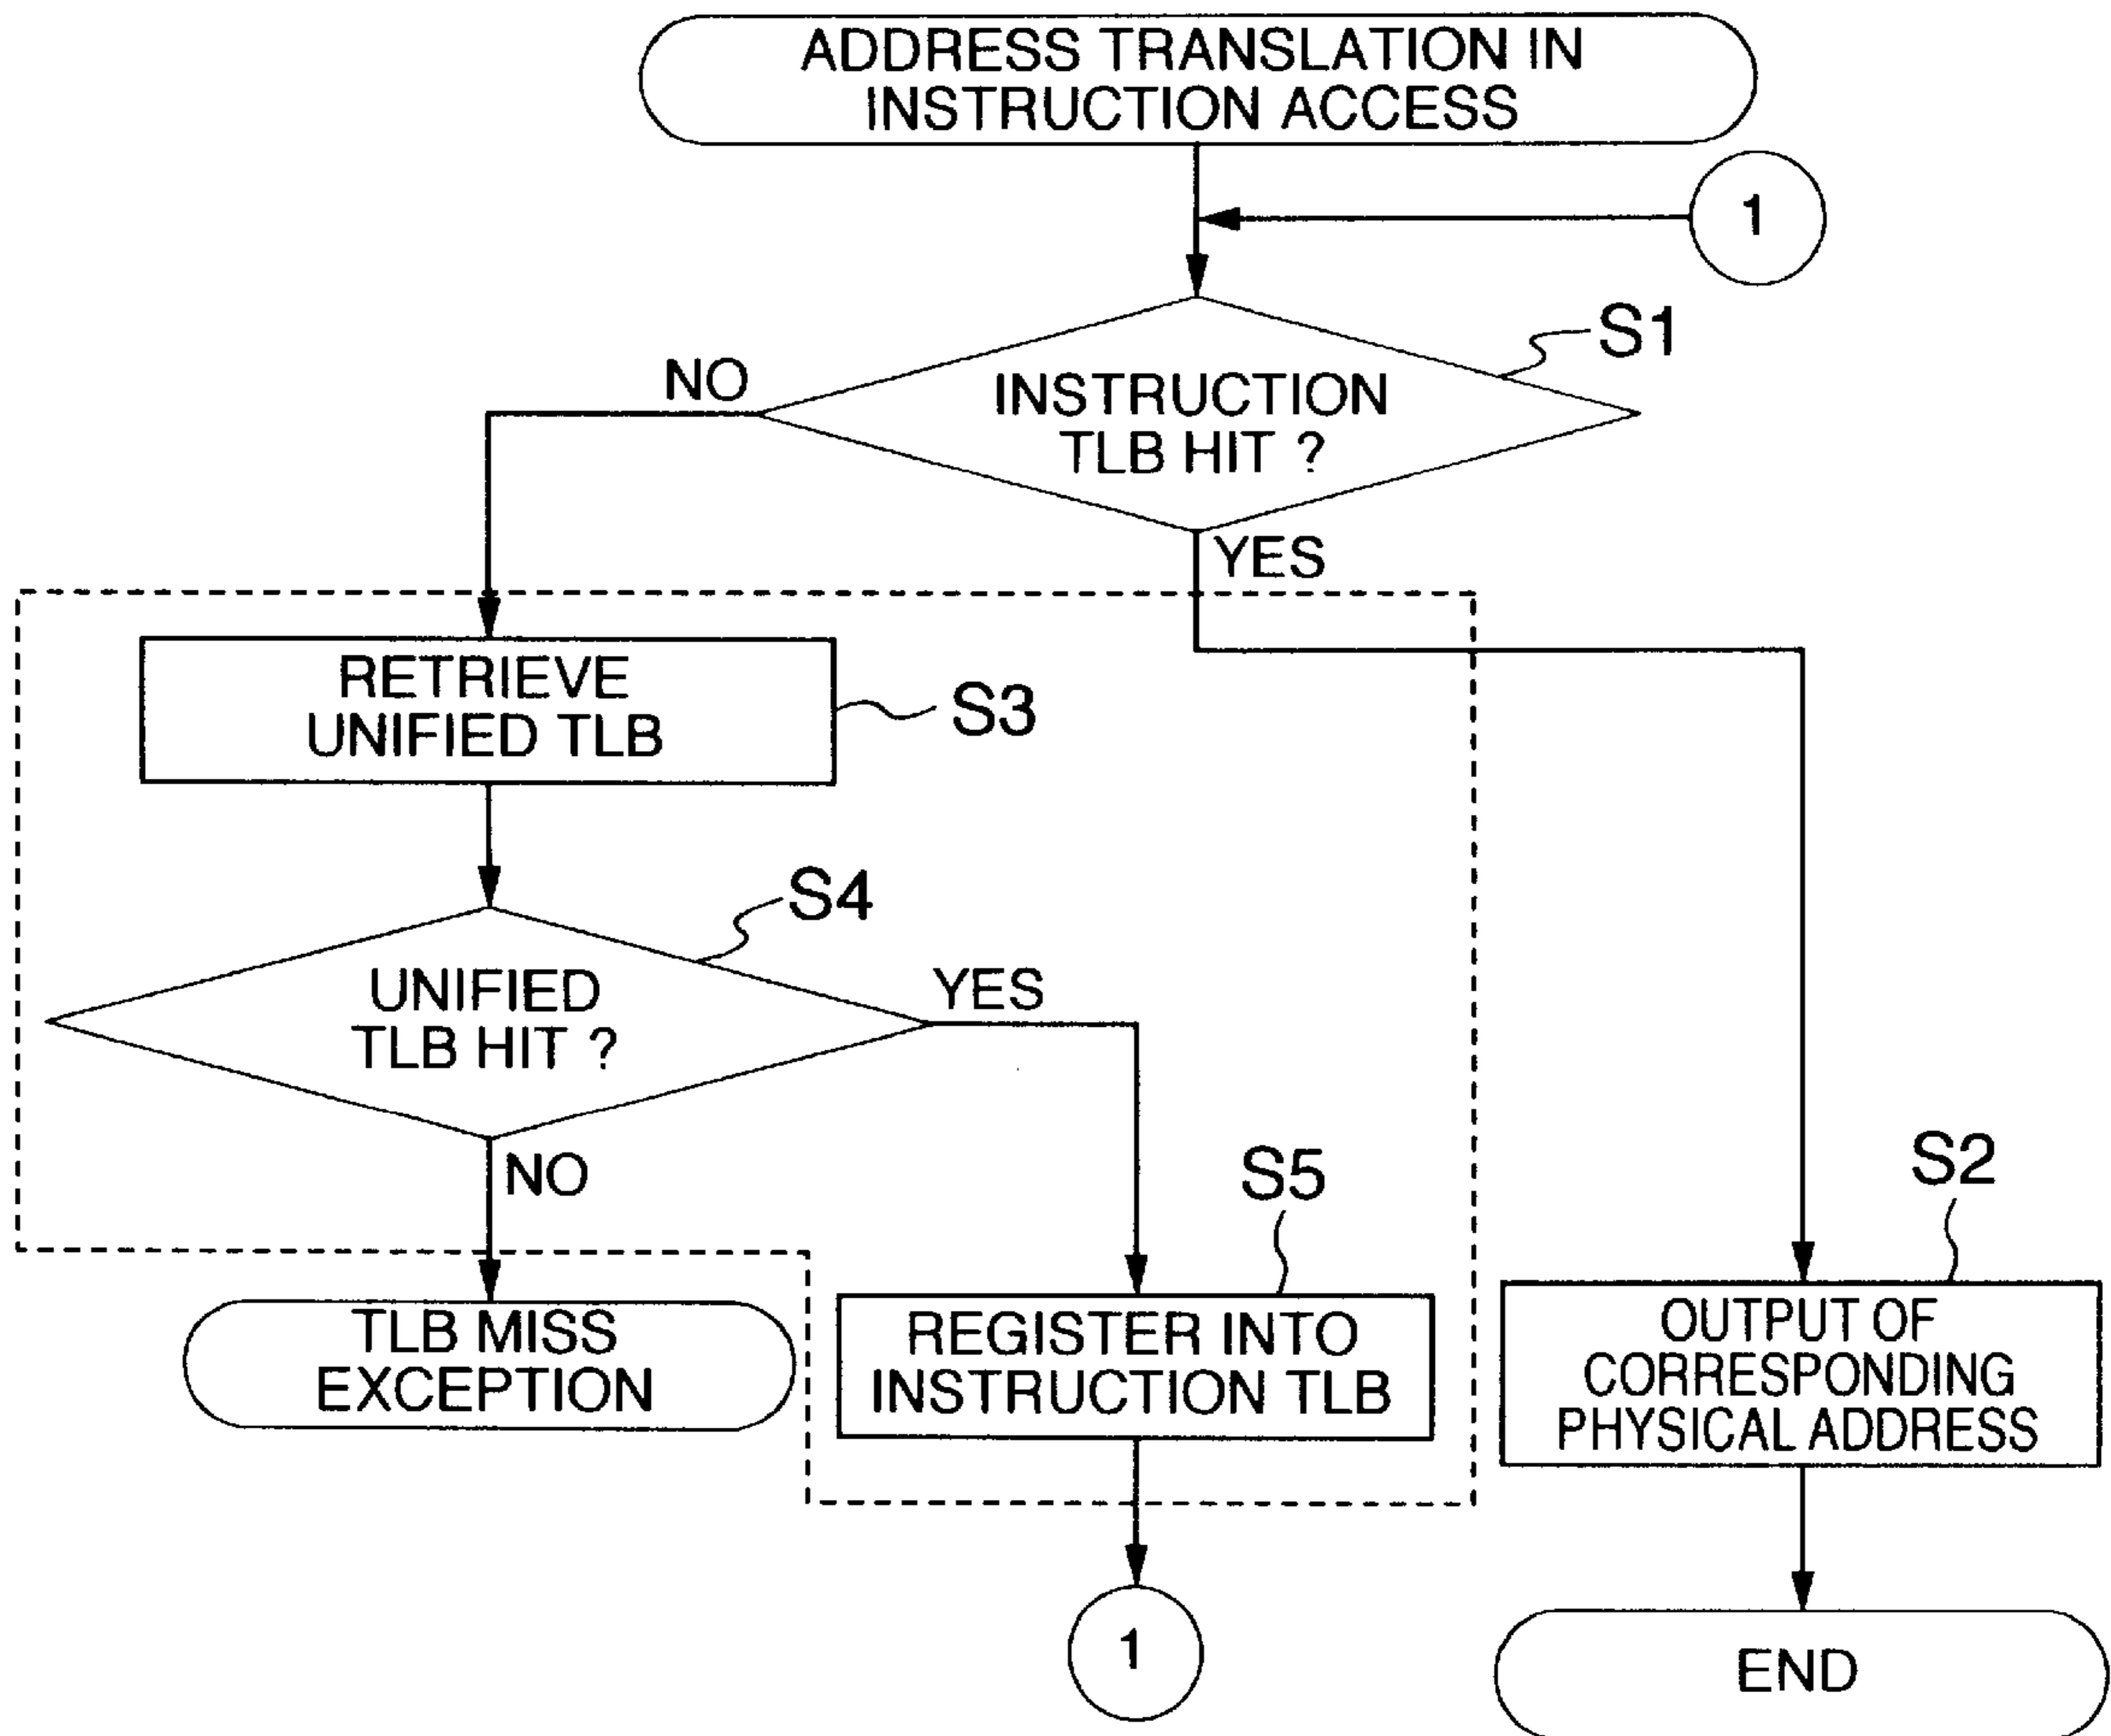 ADDRESS TRANSLATION IN
INSTRUCTION ACCESS
1
S1
NO
INSTRUCTION
TLB HIT ?
YES
RETRIEVE
UNIFIED TLB
S3
S4
UNIFIED
TLB HIT ?
YES
NO
S5
S2
TLB MISS
EXCEPTION
REGISTER INTO
INSTRUCTION TLB
OUTPUT OF
CORRESPONDING
PHYSICAL ADDRESS
1
END